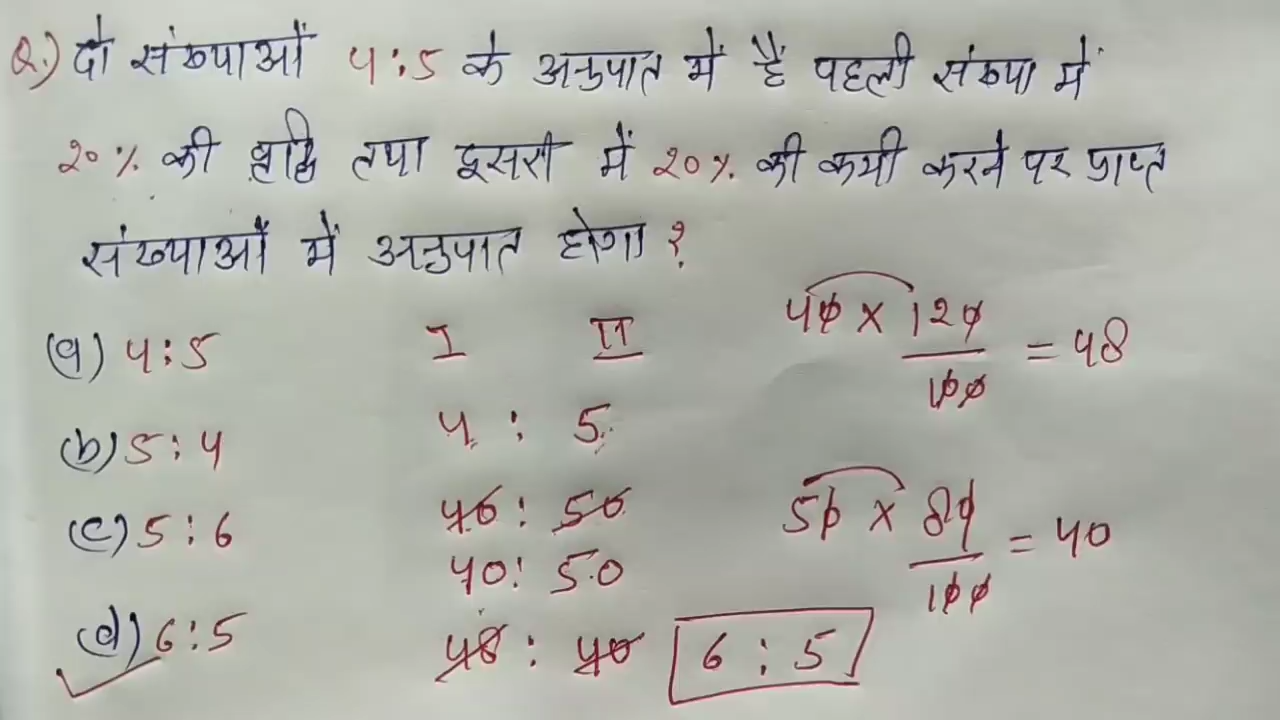 Q.) दो संख्याओं 4:5 के अनुपात में हैं पहली संख्या में
20% की वृद्धि तथा दूसरी में 20%. की कमी करने पर प्राप्त
संख्याओं में अनुपात होगा ?
(a) 4:5
(b) 5:4
(c) 5:6
(d) 6:5
I II
4 : 5
40 : 50
40: 50
48 : 40
6 : 5
40 × 120
100
= 48
50 × 80
100
= 40